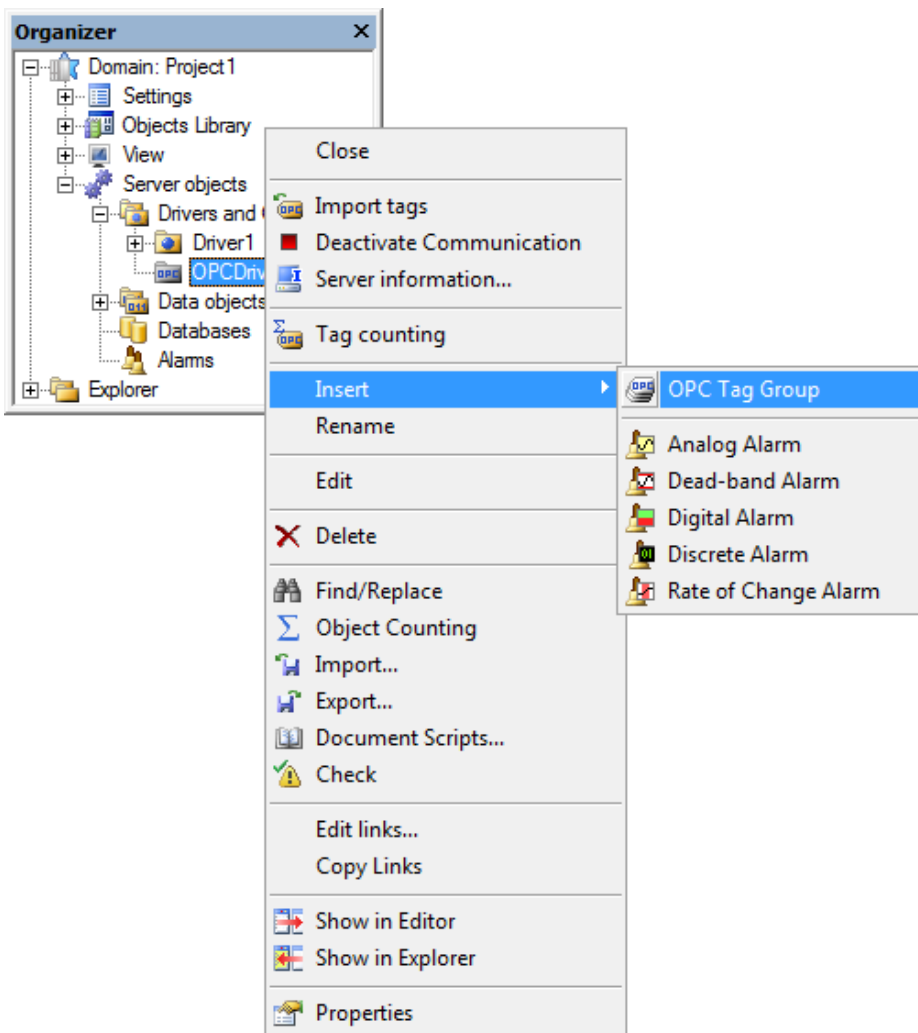 Organizer
Domain: Project1
Settings
Objects Library
View
Server objects
Drivers and
Driver1
OPCDriv
Data objects
Databases
Alarms
Explorer
Close
Import tags
Deactivate Communication
Server information...
Tag counting
Insert
Rename
Edit
Delete
Find/Replace
Object Counting
Import...
Export...
Document Scripts...
Check
Edit links...
Copy Links
Show in Editor
Show in Explorer
Properties
OPC Tag Group
Analog Alarm
Dead-band Alarm
Digital Alarm
Discrete Alarm
Rate of Change Alarm